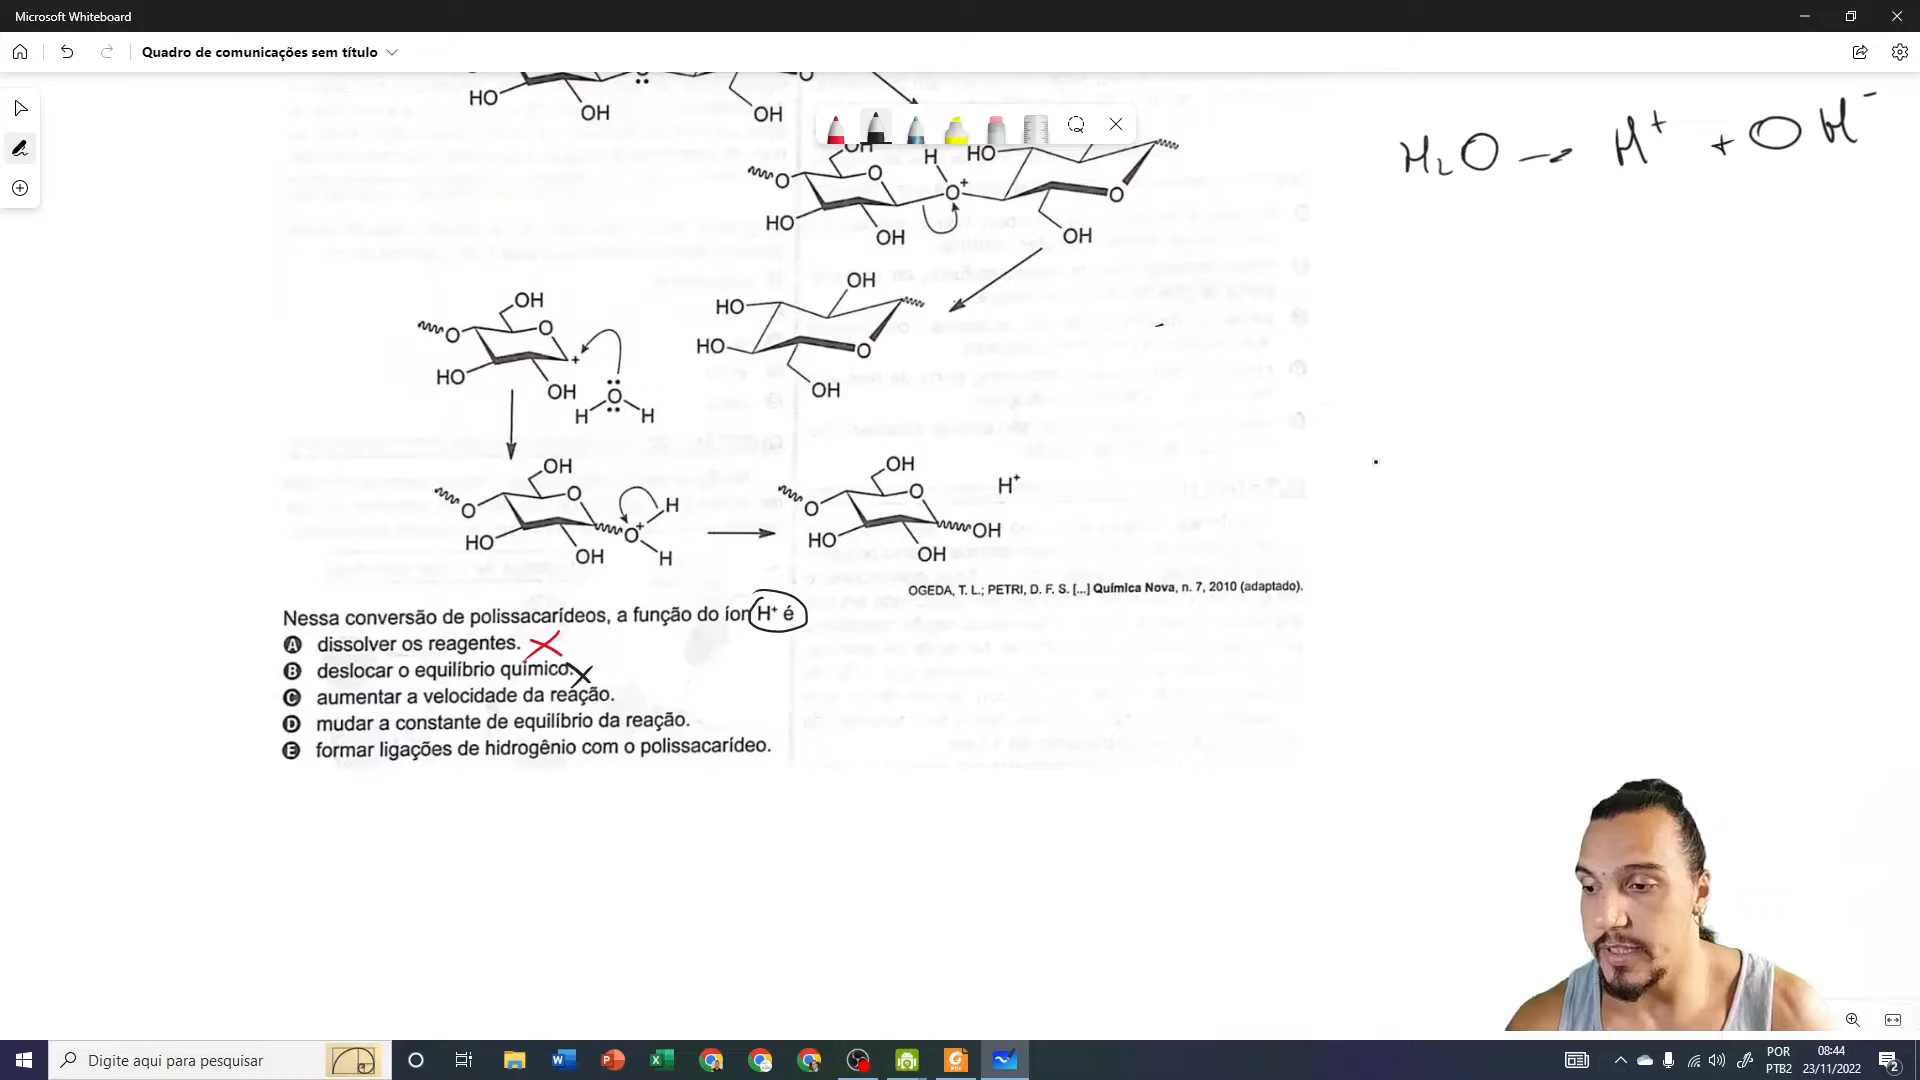 Microsoft Whiteboard
Quadro de comunicações sem título
HO
OH
OH
O
H₂O → H⁺ + OH⁻
OH
H
HO
O
O
O⁺
O
HO
OH
OH
OH
OH
HO
O
O
+
HO
O
HO
OH
O
H
H
OH
OH
OH
H⁺
O
O
H
O
O
O⁺
OH
HO
HO
OH
H
OH
OGEDA, T. L.; PETRI, D. F. S. [...] Química Nova, n. 7, 2010 (adaptado).
Nessa conversão de polissacarídeos, a função do íon H⁺ é
A dissolver os reagentes.
B deslocar o equilíbrio químico.
C aumentar a velocidade da reação.
D mudar a constante de equilíbrio da reação.
E formar ligações de hidrogênio com o polissacarídeo.
Digite aqui para pesquisar
POR
PTB2
08:44
23/11/2022
2